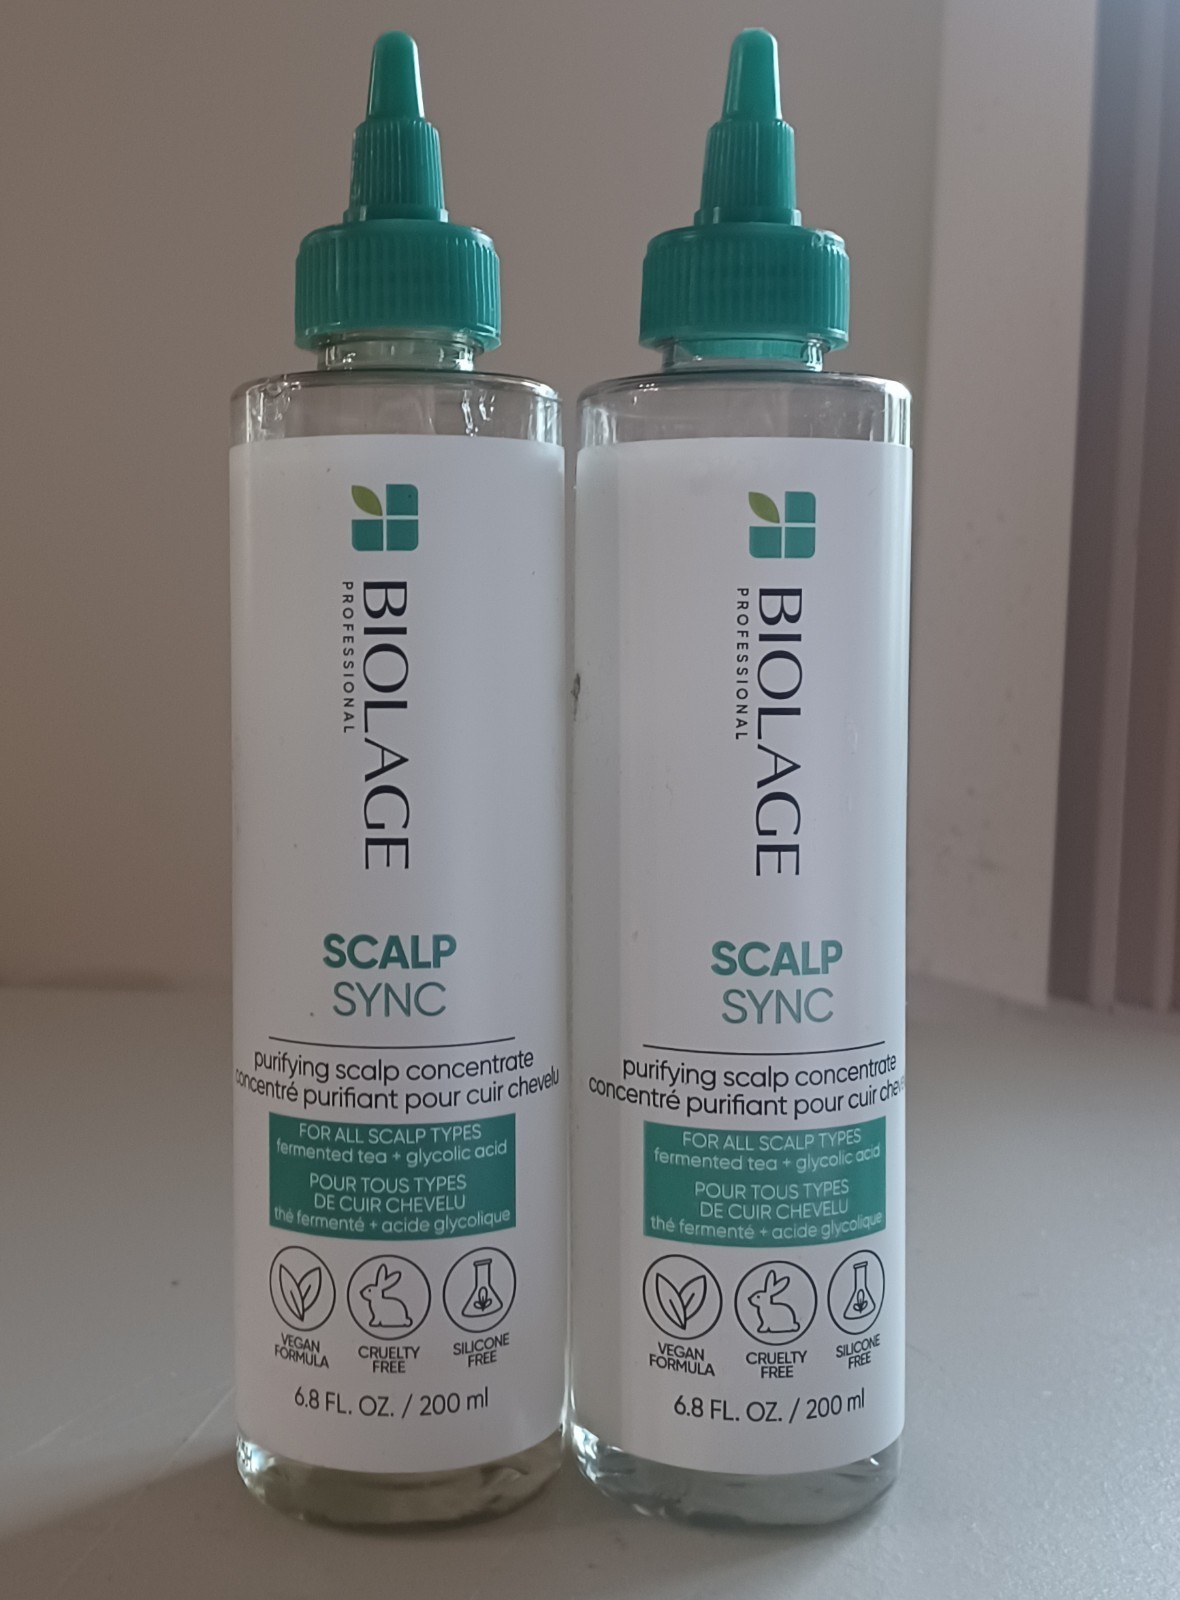 BIOLAGE
PROFESSIONAL
SCALP
SYNC
purifying scalp concentrate
concentré purifiant pour cuir chevelu
FOR ALL SCALP TYPES
fermented tea + glycolic acid
POUR TOUS TYPES
DE CUIR CHEVELU
thé fermenté + acide glycolique
VEGAN
FORMULA
CRUELTY
FREE
SILICONE
FREE
6.8 FL. OZ. / 200 ml
BIOLAGE
PROFESSIONAL
SCALP
SYNC
purifying scalp concentrate
concentré purifiant pour cuir cheve
FOR ALL SCALP TYPES
fermented tea + glycolic acid
POUR TOUS TYPES
DE CUIR CHEVELU
thé fermenté + acide glycolique
VEGAN
FORMULA
CRUELTY
FREE
SILICONE
FREE
6.8 FL. OZ. / 200 ml